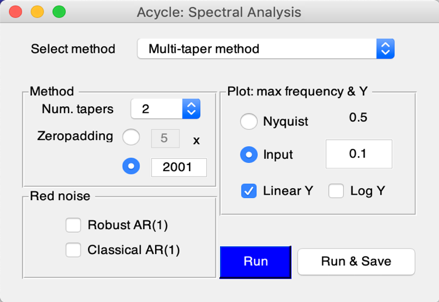 Acycle: Spectral Analysis
Select method Multi-taper method
Method
Num. tapers 2
Zeropadding 5 x
2001
Plot: max frequency & Y
Nyquist 0.5
Input 0.1
Linear Y Log Y
Red noise
Robust AR(1)
Classical AR(1)
Run Run & Save